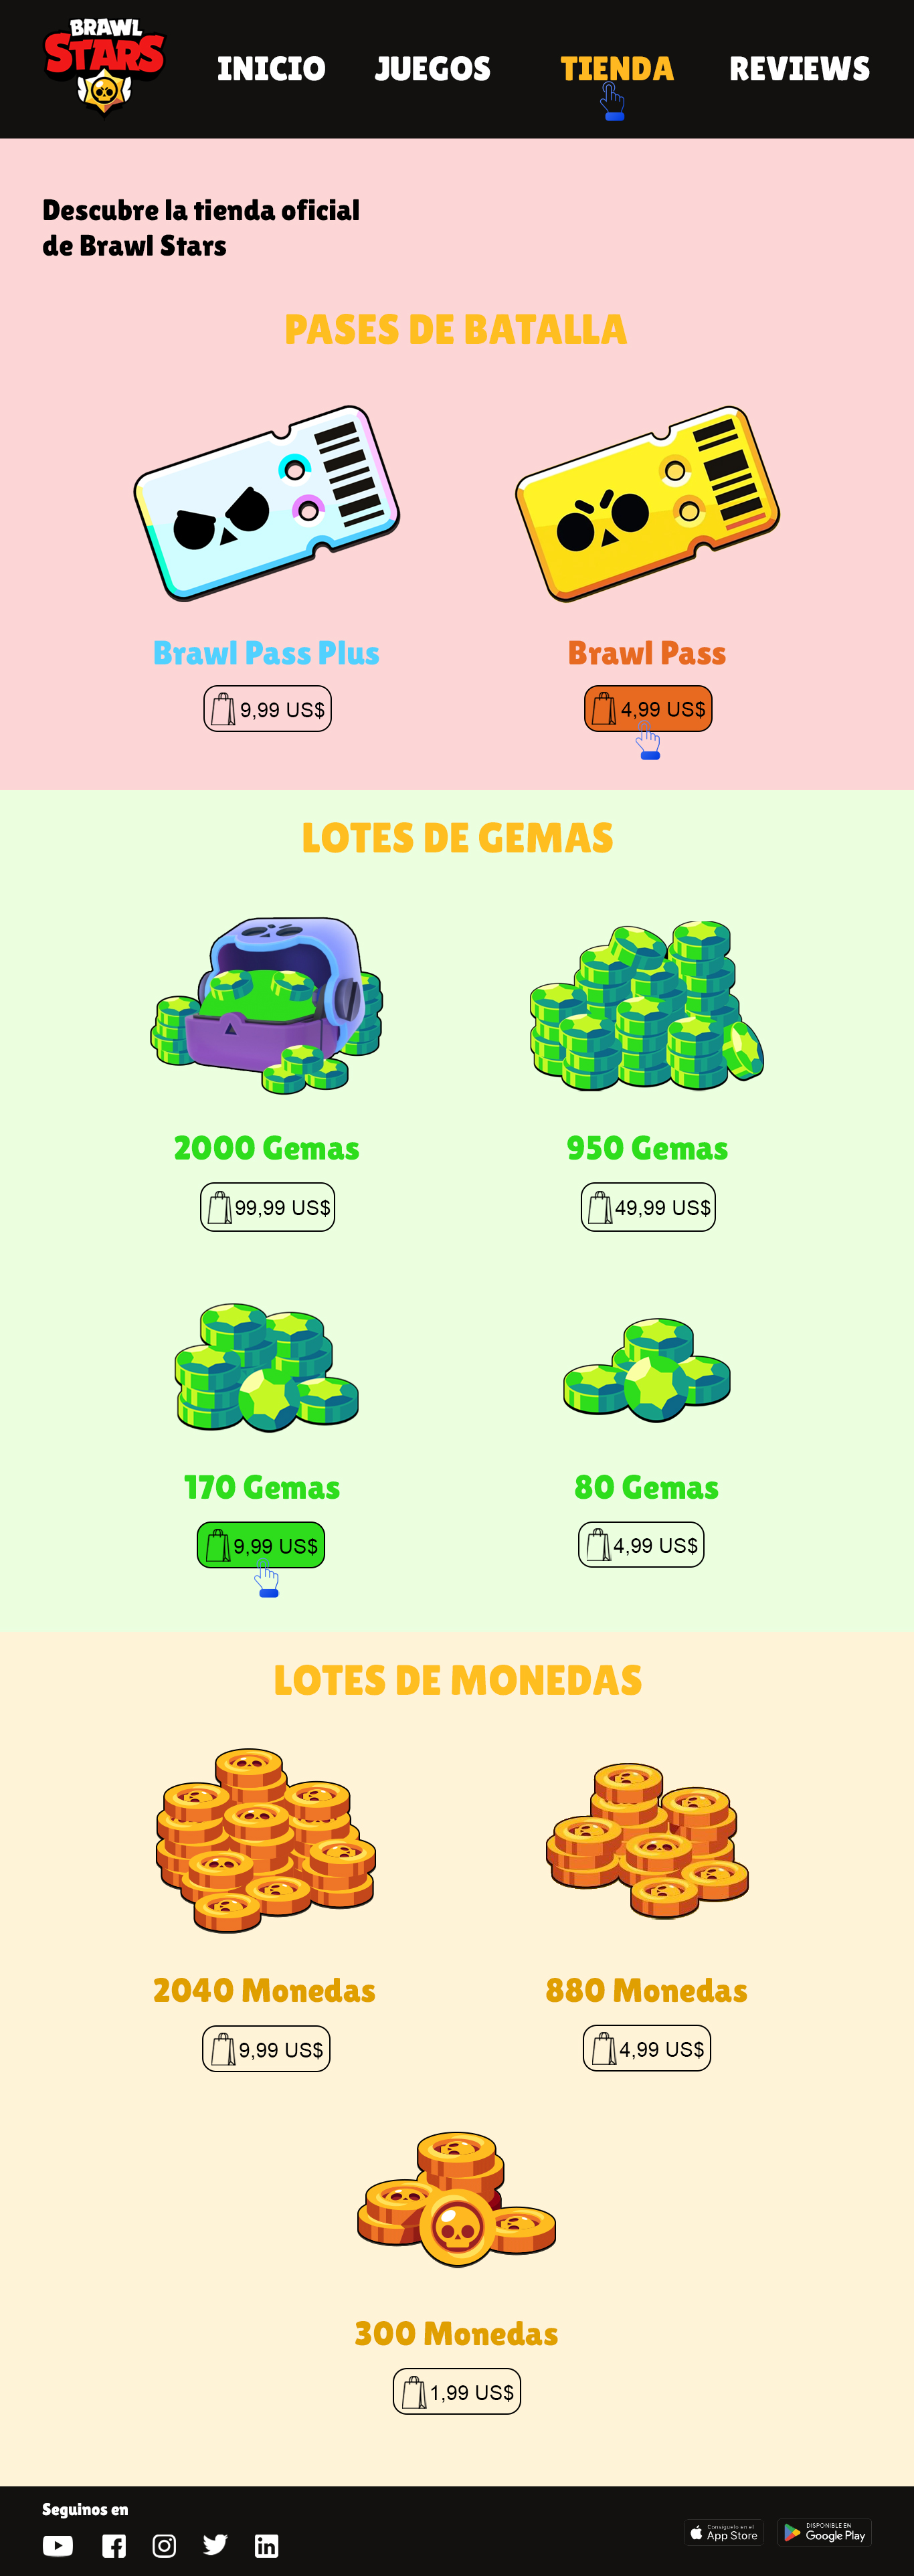 BRAWL
STARS
INICIO JUEGOS TIENDA REVIEWS
Descubre la tienda oficial
de Brawl Stars
PASES DE BATALLA
Brawl Pass Plus Brawl Pass
9,99 US$ 4,99 US$
LOTES DE GEMAS
2000 Gemas 950 Gemas
99,99 US$ 49,99 US$
170 Gemas 80 Gemas
9,99 US$ 4,99 US$
LOTES DE MONEDAS
2040 Monedas 880 Monedas
9,99 US$ 4,99 US$
300 Monedas
1,99 US$
Seguinos en
Consíguelo en el
App Store
DISPONIBLE EN
Google Play